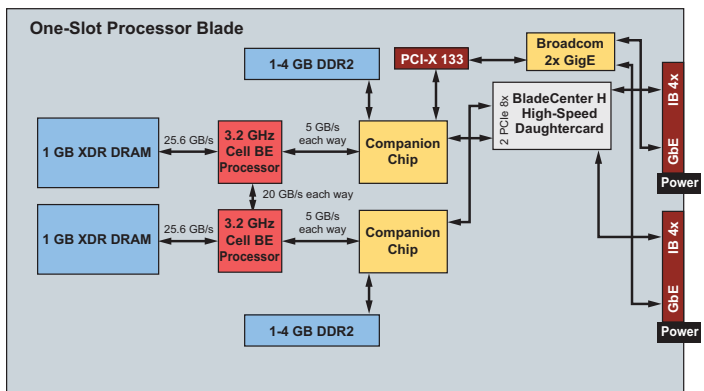 One-Slot Processor Blade
1-4 GB DDR2
PCI-X 133
Broadcom
2x GigE
2 PCIe 8x
BladeCenter H
High-Speed
Daughtercard
IB 4x
GbE
Power
1 GB XDR DRAM
25.6 GB/s
3.2 GHz
Cell BE
Processor
5 GB/s
each way
Companion
Chip
20 GB/s each way
1 GB XDR DRAM
25.6 GB/s
3.2 GHz
Cell BE
Processor
5 GB/s
each way
Companion
Chip
IB 4x
GbE
Power
1-4 GB DDR2